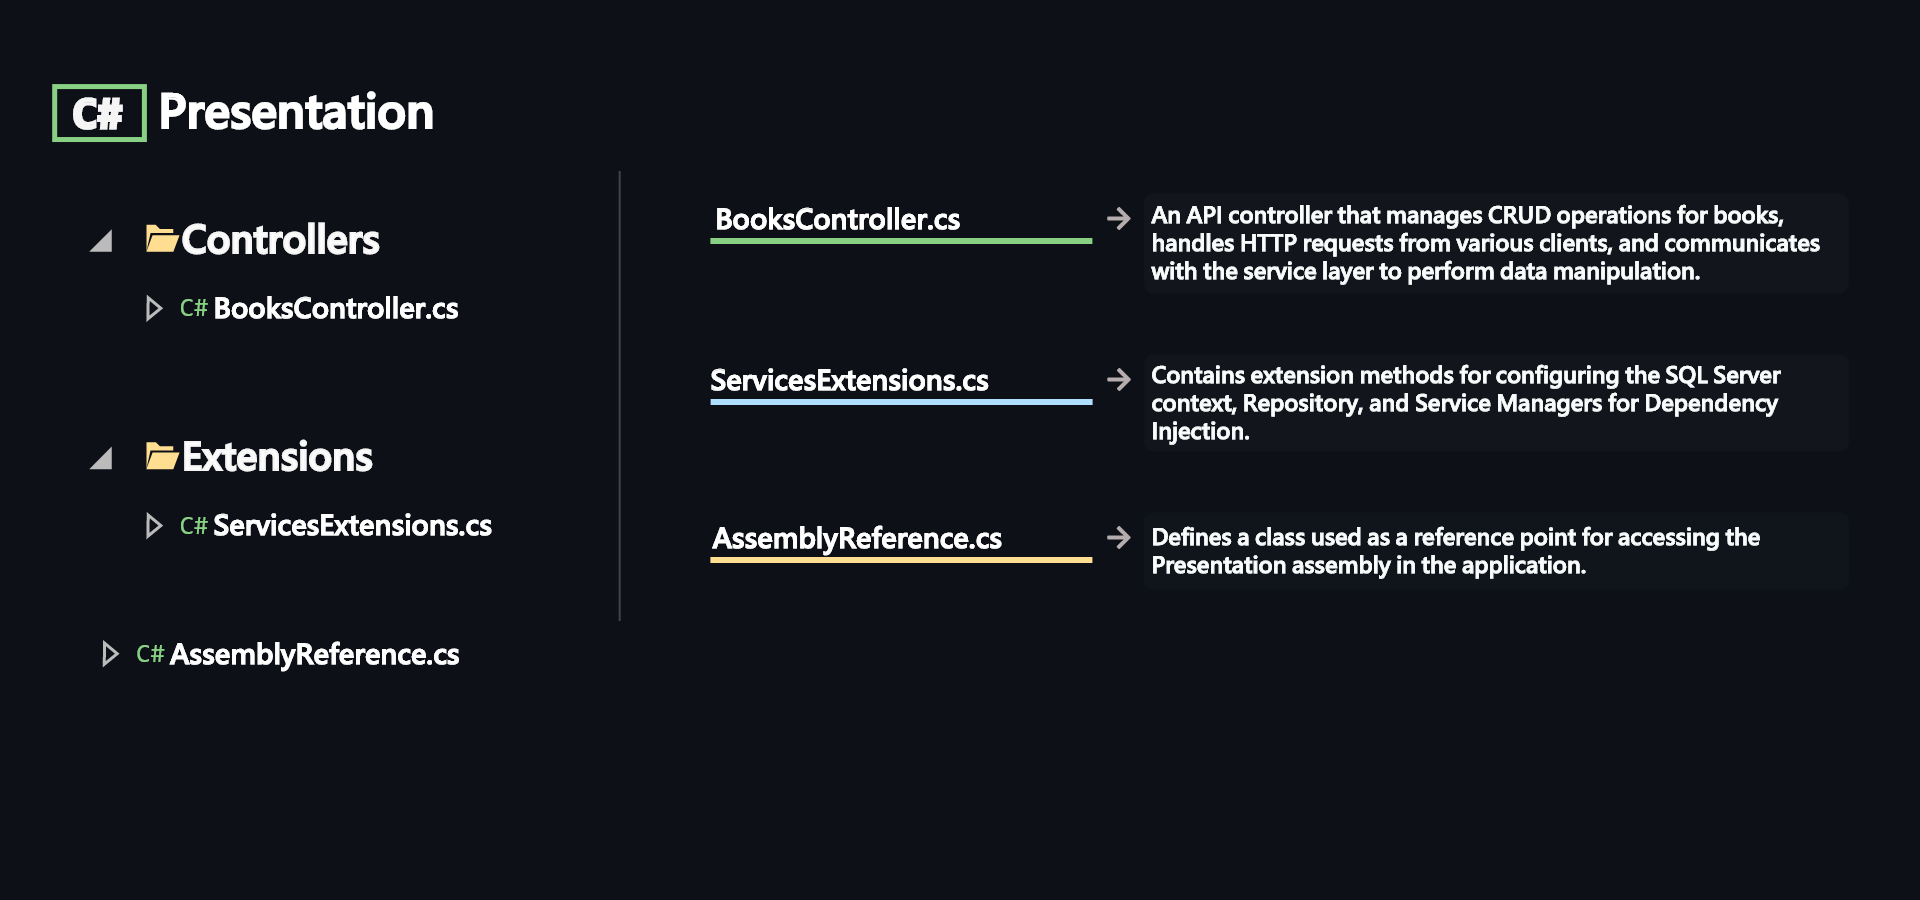 C# Presentation
Controllers
C# BooksController.cs
Extensions
C# ServicesExtensions.cs
C# AssemblyReference.cs
BooksController.cs
An API controller that manages CRUD operations for books,
handles HTTP requests from various clients, and communicates
with the service layer to perform data manipulation.
ServicesExtensions.cs
Contains extension methods for configuring the SQL Server
context, Repository, and Service Managers for Dependency
Injection.
AssemblyReference.cs
Defines a class used as a reference point for accessing the
Presentation assembly in the application.